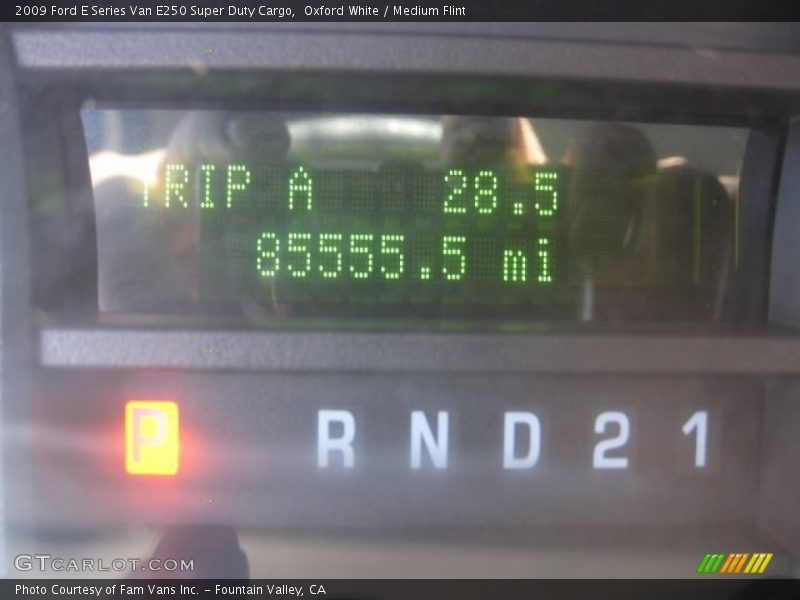 2009 Ford E Series Van E250 Super Duty Cargo, Oxford White / Medium Flint
TRIP A 28.5
85555.5 mi
P R N D 2 1
GTCARLOT.COM
Photo Courtesy of Fam Vans Inc. - Fountain Valley, CA